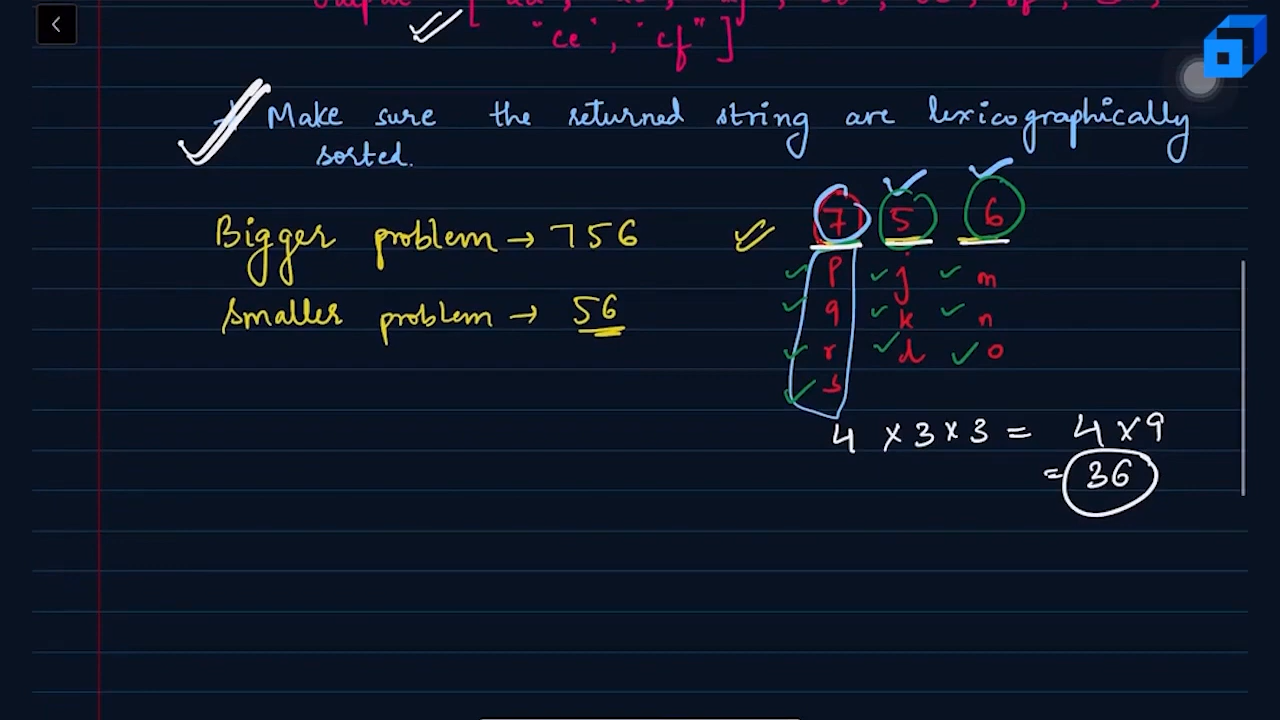 "ce", "cf"]
* Make sure the returned string are lexicographically
sorted.
Bigger problem → 756
Smaller problem → 56
7 5 6
p j m
q k n
r l o
s
4 × 3 × 3 = 4 × 9
= 36